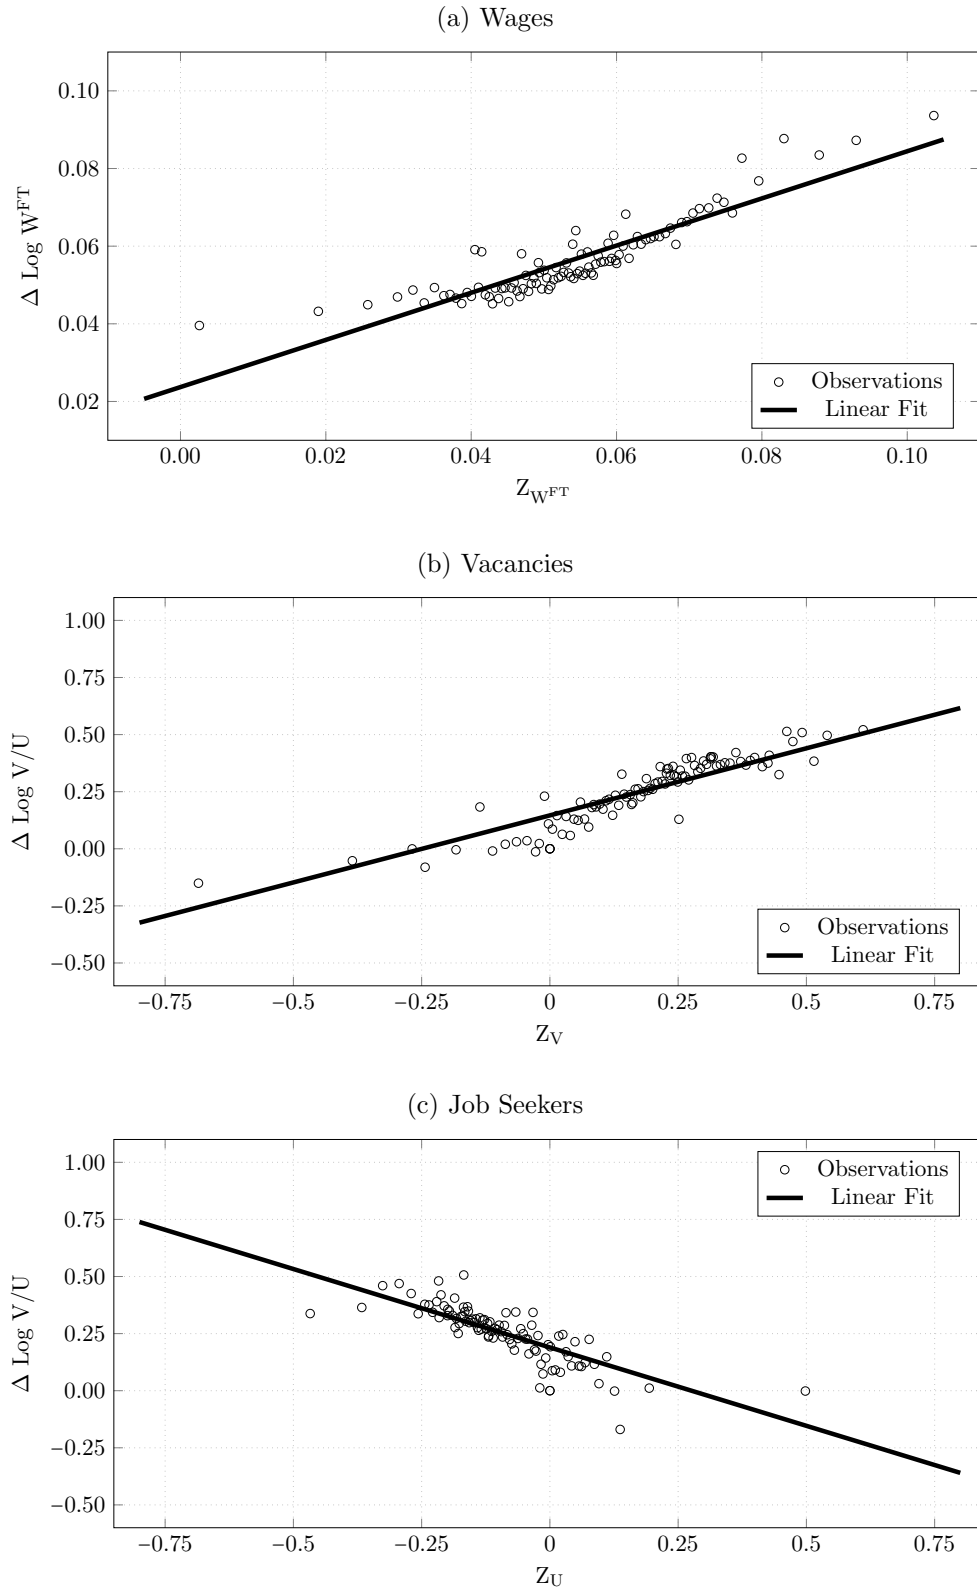 (a) Wages
0.10
0.08
0.06
0.04
0.02
Δ Log W^FT
Observations
Linear Fit
0.00 0.02 0.04 0.06 0.08 0.10
Z_W^FT
(b) Vacancies
1.00
0.75
0.50
0.25
0.00
−0.25
−0.50
Δ Log V/U
Observations
Linear Fit
−0.75 −0.5 −0.25 0 0.25 0.5 0.75
Z_V
(c) Job Seekers
1.00
0.75
0.50
0.25
0.00
−0.25
−0.50
Δ Log V/U
Observations
Linear Fit
−0.75 −0.5 −0.25 0 0.25 0.5 0.75
Z_U